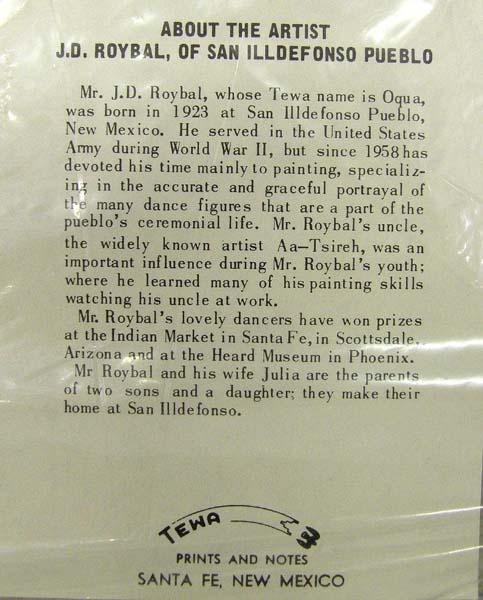 ABOUT THE ARTIST
J.D. ROYBAL, OF SAN ILLDEFONSO PUEBLO
Mr. J.D. Roybal, whose Tewa name is Oqua,
was born in 1923 at San Illdefonso Pueblo,
New Mexico. He served in the United States
Army during World War II, but since 1958 has
devoted his time mainly to painting, specializ-
ing in the accurate and graceful portrayal of
the many dance figures that are a part of the
pueblo's ceremonial life. Mr. Roybal's uncle,
the widely known artist Aa-Tsireh, was an
important influence during Mr. Roybal's youth;
where he learned many of his painting skills
watching his uncle at work.
Mr. Roybal's lovely dancers have won prizes
at the Indian Market in Santa Fe, in Scottsdale,
Arizona and at the Heard Museum in Phoenix.
Mr Roybal and his wife Julia are the parents
of two sons and a daughter; they make their
home at San Illdefonso.
TEWA
PRINTS AND NOTES
SANTA FE, NEW MEXICO